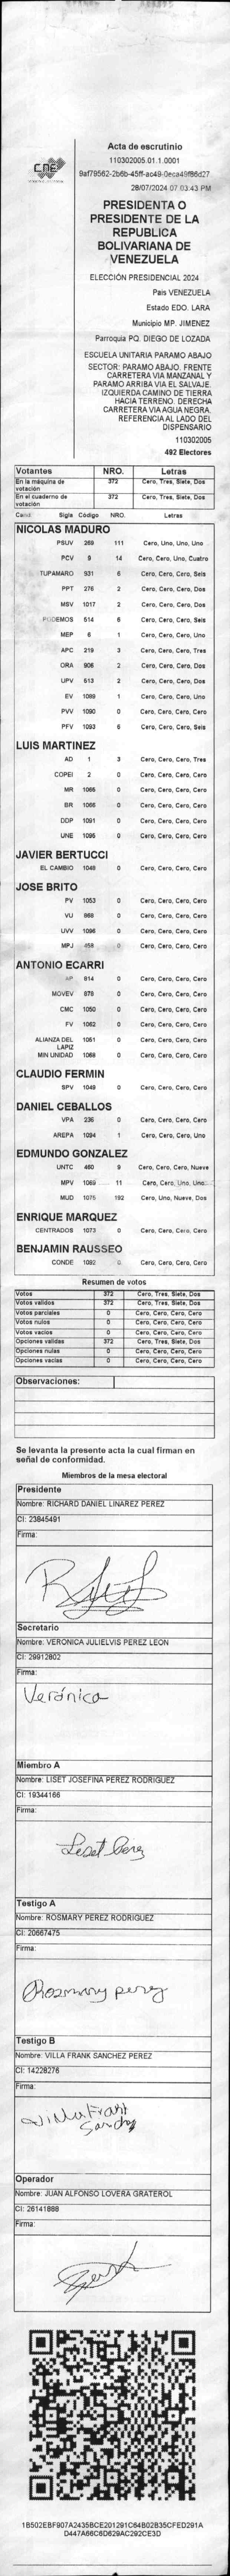 CNE
Acta de escrutinio
110302005.01.1.0001
9af79562-2b6b-45ff-ac49-0eca49f86d27
28/07/2024 07:03:43 PM
PRESIDENTA O
PRESIDENTE DE LA
REPUBLICA
BOLIVARIANA DE
VENEZUELA
ELECCIÓN PRESIDENCIAL 2024
País VENEZUELA
Estado EDO. LARA
Municipio MP. JIMENEZ
Parroquia PQ. DIEGO DE LOZADA
ESCUELA UNITARIA PARAMO ABAJO
SECTOR: PARAMO ABAJO. FRENTE
CARRETERA VIA MANZANAL Y
PARAMO ARRIBA VIA EL SALVAJE.
IZQUIERDA CAMINO DE TIERRA
HACIA TERRENO. DERECHA
CARRETERA VIA AGUA NEGRA.
REFERENCIA AL LADO DEL
DISPENSARIO
110302005
492 Electores
Votantes NRO. Letras
En la máquina de votación 372 Cero, Tres, Siete, Dos
En el cuaderno de votación 372 Cero, Tres, Siete, Dos
Cand. Sigla Código NRO. Letras
NICOLAS MADURO
PSUV 269 111 Cero, Uno, Uno, Uno
PCV 9 14 Cero, Cero, Uno, Cuatro
TUPAMARO 931 6 Cero, Cero, Cero, Seis
PPT 276 2 Cero, Cero, Cero, Dos
MSV 1017 2 Cero, Cero, Cero, Dos
PODEMOS 514 6 Cero, Cero, Cero, Seis
MEP 6 1 Cero, Cero, Cero, Uno
APC 219 3 Cero, Cero, Cero, Tres
ORA 906 2 Cero, Cero, Cero, Dos
UPV 613 2 Cero, Cero, Cero, Dos
EV 1089 1 Cero, Cero, Cero, Uno
PVV 1090 0 Cero, Cero, Cero, Cero
PFV 1093 6 Cero, Cero, Cero, Seis
LUIS MARTINEZ
AD 1 3 Cero, Cero, Cero, Tres
COPEI 2 0 Cero, Cero, Cero, Cero
MR 1065 0 Cero, Cero, Cero, Cero
BR 1066 0 Cero, Cero, Cero, Cero
DDP 1091 0 Cero, Cero, Cero, Cero
UNE 1095 0 Cero, Cero, Cero, Cero
JAVIER BERTUCCI
EL CAMBIO 1048 0 Cero, Cero, Cero, Cero
JOSE BRITO
PV 1053 0 Cero, Cero, Cero, Cero
VU 868 0 Cero, Cero, Cero, Cero
UVV 1096 0 Cero, Cero, Cero, Cero
MPJ 458 0 Cero, Cero, Cero, Cero
ANTONIO ECARRI
AP 814 0 Cero, Cero, Cero, Cero
MOVEV 878 0 Cero, Cero, Cero, Cero
CMC 1050 0 Cero, Cero, Cero, Cero
FV 1062 0 Cero, Cero, Cero, Cero
ALIANZA DEL LAPIZ 1051 0 Cero, Cero, Cero, Cero
MIN UNIDAD 1068 0 Cero, Cero, Cero, Cero
CLAUDIO FERMIN
SPV 1049 0 Cero, Cero, Cero, Cero
DANIEL CEBALLOS
VPA 236 0 Cero, Cero, Cero, Cero
AREPA 1094 1 Cero, Cero, Cero, Uno
EDMUNDO GONZALEZ
UNTC 460 9 Cero, Cero, Cero, Nueve
MPV 1069 11 Cero, Cero, Uno, Uno
MUD 1075 192 Cero, Uno, Nueve, Dos
ENRIQUE MARQUEZ
CENTRADOS 1073 0 Cero, Cero, Cero, Cero
BENJAMIN RAUSSEO
CONDE 1092 0 Cero, Cero, Cero, Cero
Resumen de votos
Votos 372 Cero, Tres, Siete, Dos
Votos validos 372 Cero, Tres, Siete, Dos
Votos parciales 0 Cero, Cero, Cero, Cero
Votos nulos 0 Cero, Cero, Cero, Cero
Votos vacios 0 Cero, Cero, Cero, Cero
Opciones validas 372 Cero, Tres, Siete, Dos
Opciones nulas 0 Cero, Cero, Cero, Cero
Opciones vacias 0 Cero, Cero, Cero, Cero
Observaciones:
Se levanta la presente acta la cual firman en
señal de conformidad.
Miembros de la mesa electoral
Presidente
Nombre: RICHARD DANIEL LINAREZ PEREZ
CI: 23845491
Firma:
Secretario
Nombre: VERONICA JULIELVIS PEREZ LEON
CI: 29912802
Firma:
Verónica
Miembro A
Nombre: LISET JOSEFINA PEREZ RODRIGUEZ
CI: 19344166
Firma:
Liset Perez
Testigo A
Nombre: ROSMARY PEREZ RODRIGUEZ
CI: 20667475
Firma:
Rosmary perez
Testigo B
Nombre: VILLA FRANK SANCHEZ PEREZ
CI: 14228276
Firma:
Villa Frank
Sanchez
Operador
Nombre: JUAN ALFONSO LOVERA GRATEROL
CI: 26141888
Firma:
1B502EBF907A2435BCE201291C64B02B35CFED291A
D447A66C6D629AC292CE3D